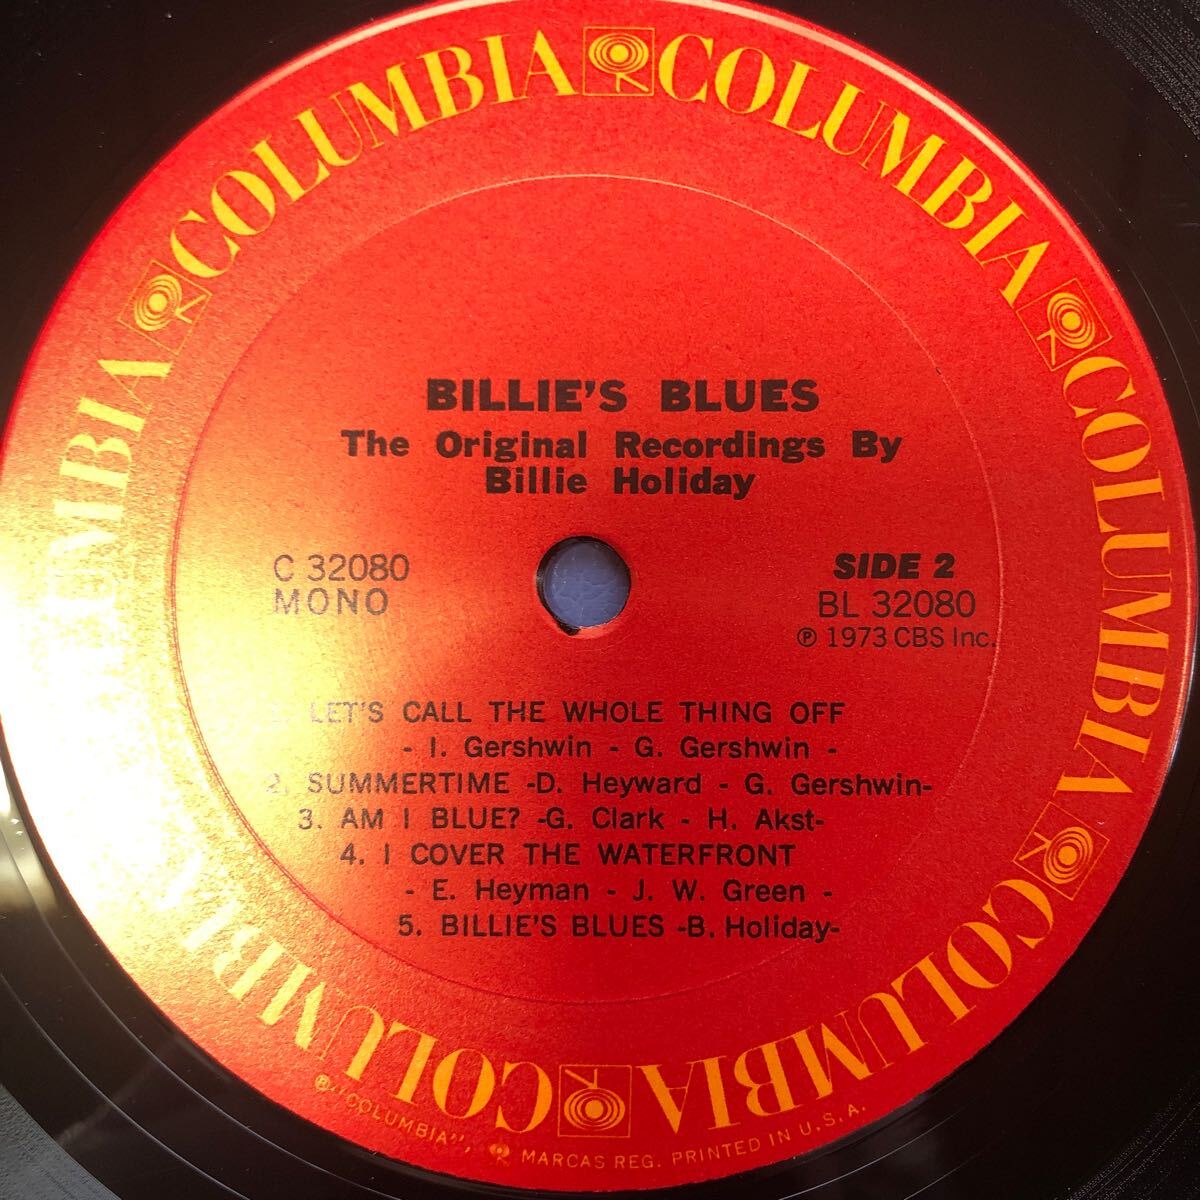 COLUMBIA COLUMBIA COLUMBIA COLUMBIA COLUMBIA COLUMBIA
BILLIE'S BLUES
The Original Recordings By
Billie Holiday
C 32080
MONO
SIDE 2
BL 32080
℗ 1973 CBS Inc.
1. LET'S CALL THE WHOLE THING OFF
- I. Gershwin - G. Gershwin -
2. SUMMERTIME -D. Heyward - G. Gershwin-
3. AM I BLUE? -G. Clark - H. Akst-
4. I COVER THE WATERFRONT
- E. Heyman - J. W. Green -
5. BILLIE'S BLUES -B. Holiday-
®"COLUMBIA", MARCAS REG. PRINTED IN U.S.A.